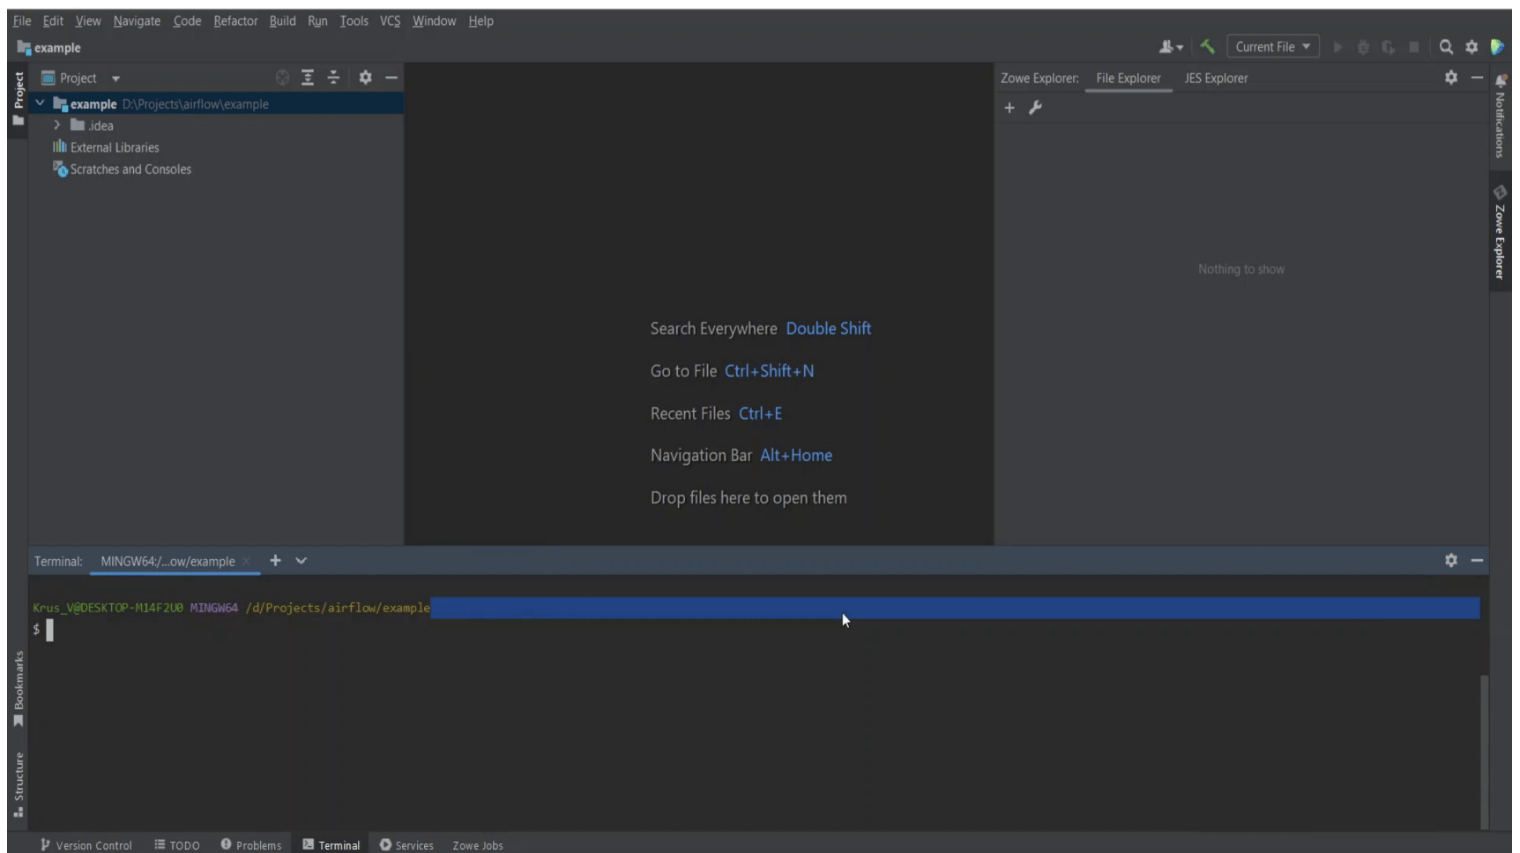 File Edit View Navigate Code Refactor Build Run Tools VCS Window Help
example
Current File
Project
Project
example D:\Projects\airflow\example
.idea
External Libraries
Scratches and Consoles
Search Everywhere Double Shift
Go to File Ctrl+Shift+N
Recent Files Ctrl+E
Navigation Bar Alt+Home
Drop files here to open them
Zowe Explorer: File Explorer JES Explorer
Nothing to show
Notifications
Zowe Explorer
Terminal: MINGW64:/...ow/example
Krus_V@DESKTOP-M14F2U0 MINGW64 /d/Projects/airflow/example
$
Bookmarks
Structure
Version Control TODO Problems Terminal Services Zowe Jobs